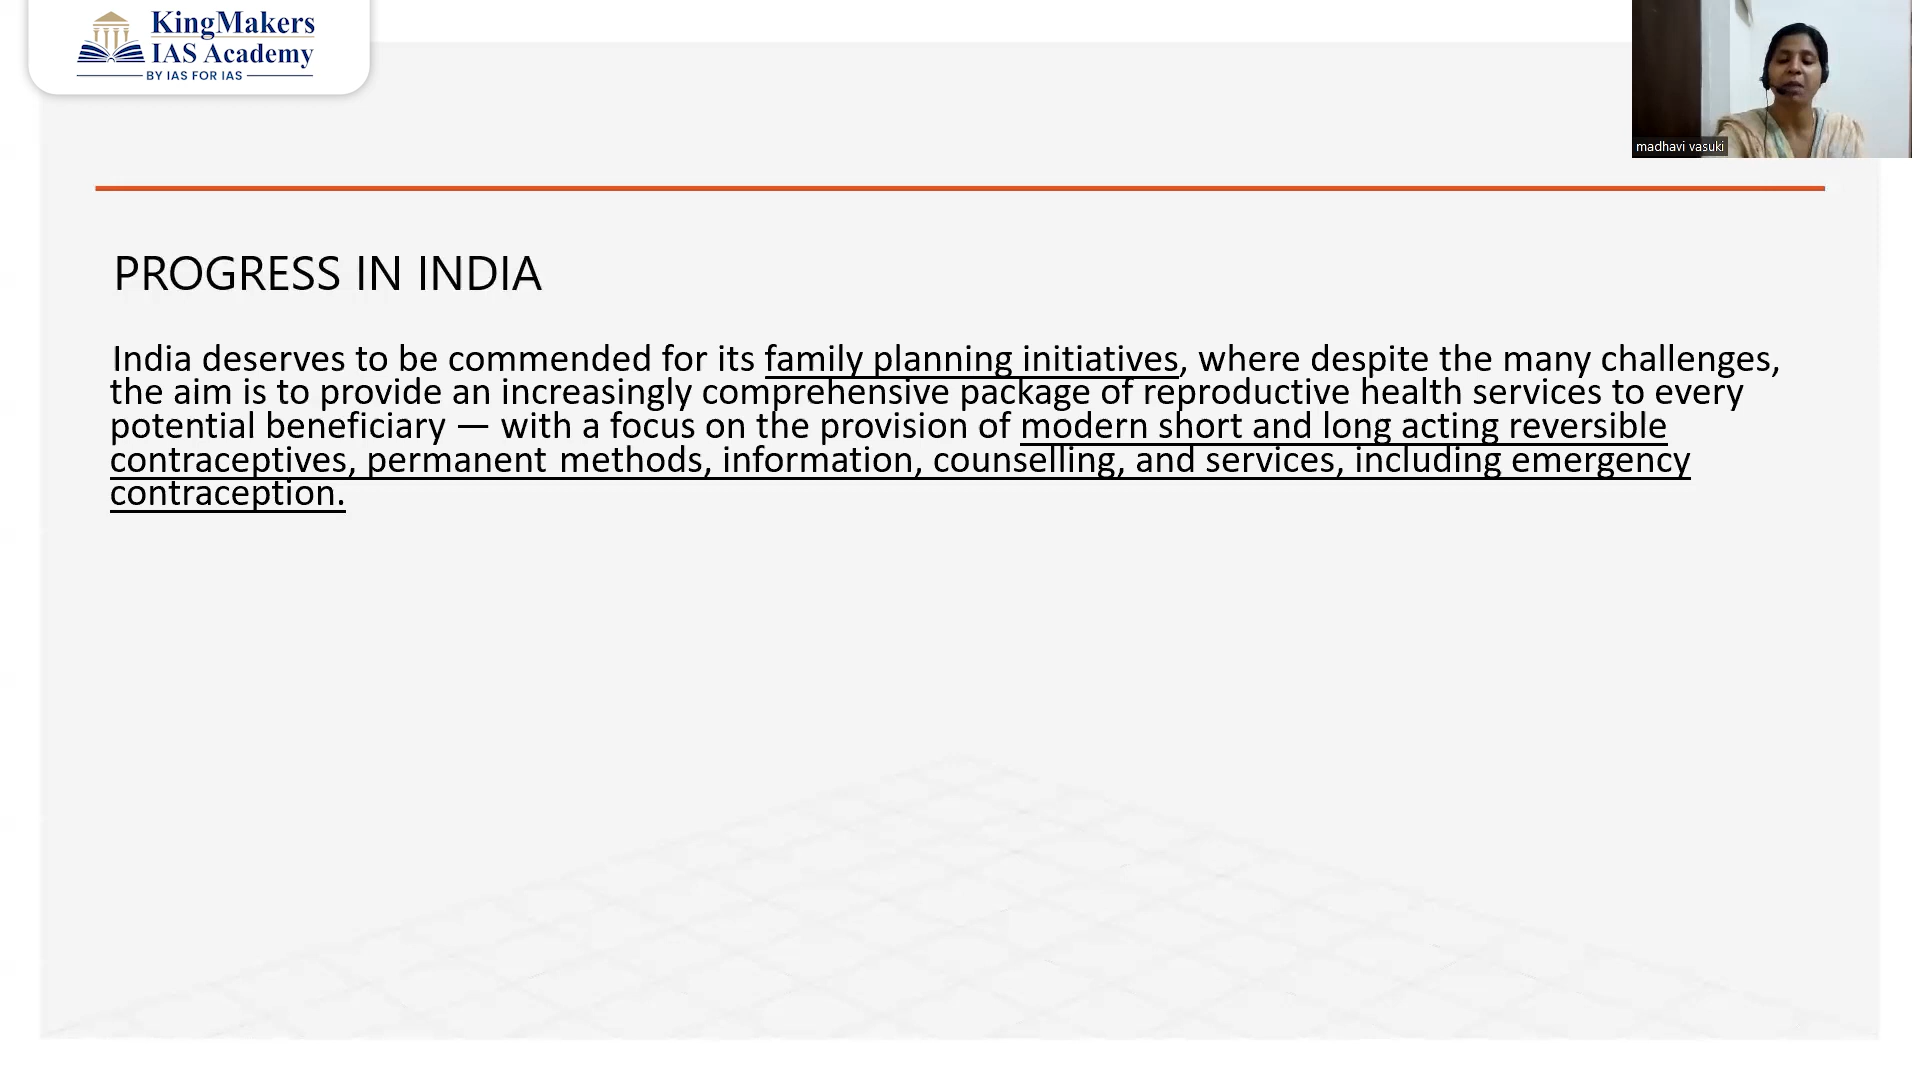 KingMakers
IAS Academy
BY IAS FOR IAS
madhavi vasuki
PROGRESS IN INDIA
India deserves to be commended for its family planning initiatives, where despite the many challenges,
the aim is to provide an increasingly comprehensive package of reproductive health services to every
potential beneficiary — with a focus on the provision of modern short and long acting reversible
contraceptives, permanent methods, information, counselling, and services, including emergency
contraception.